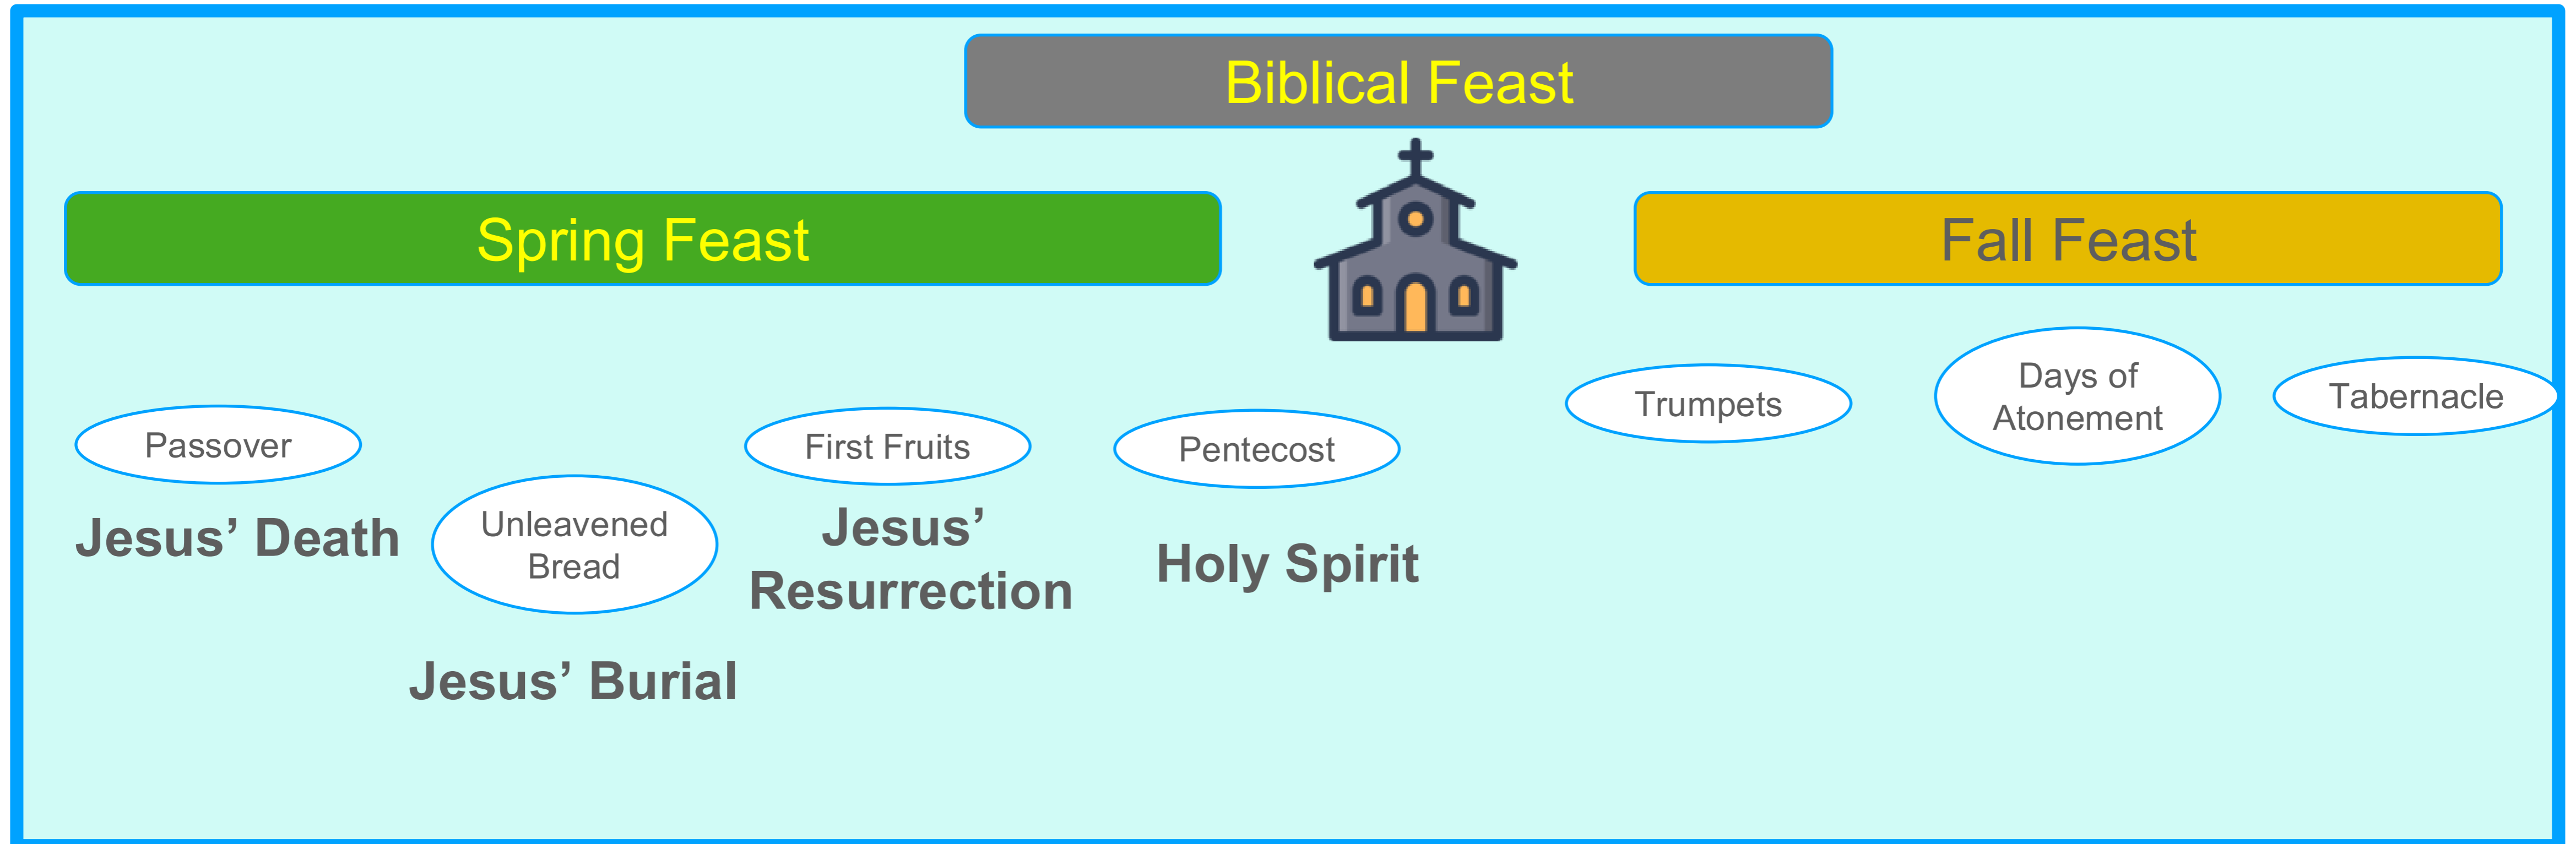 Biblical Feast
Spring Feast
Fall Feast
Passover
Jesus’ Death
Unleavened
Bread
Jesus’ Burial
First Fruits
Jesus’
Resurrection
Pentecost
Holy Spirit
Trumpets
Days of
Atonement
Tabernacle